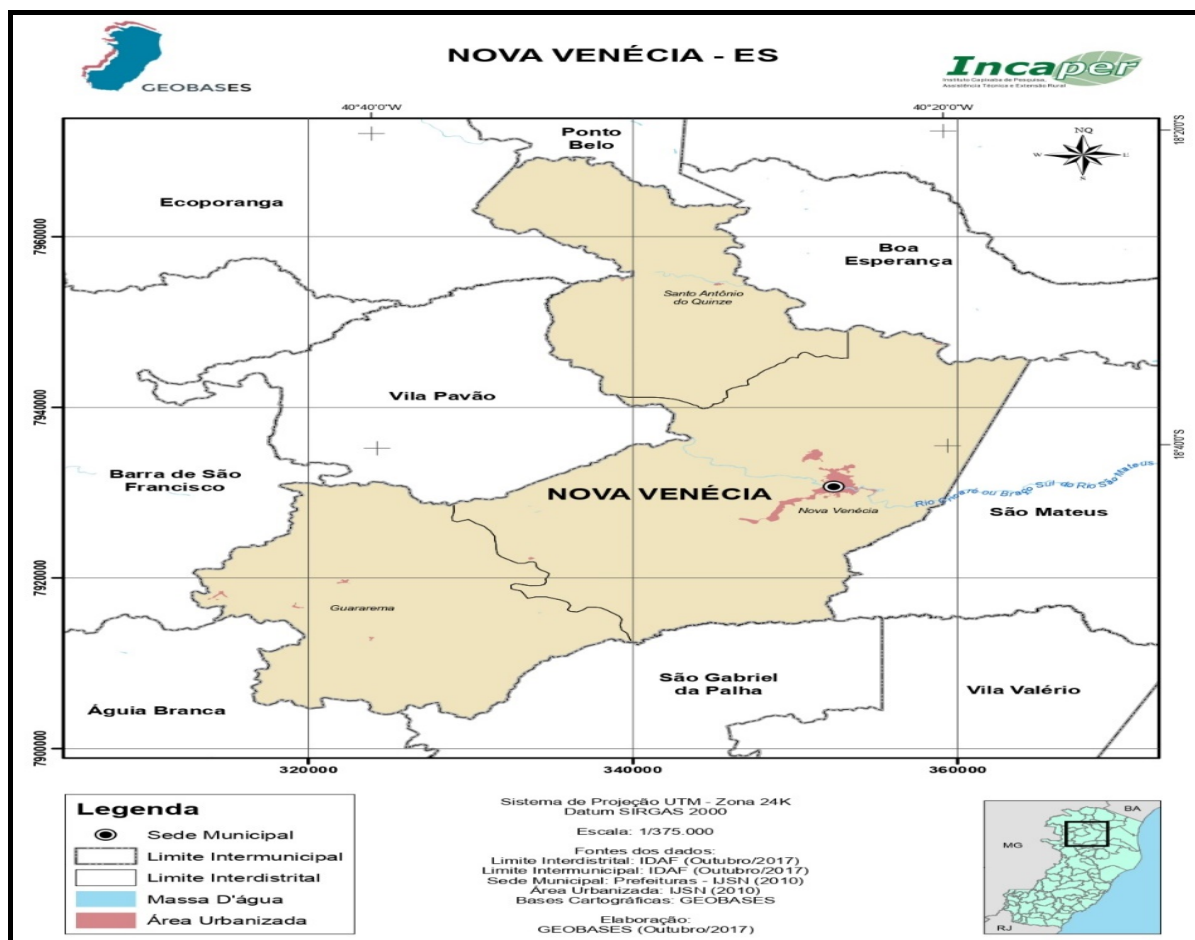 GEOBASES
NOVA VENÉCIA - ES
Incaper
Instituto Capixaba de Pesquisa,
Assistência Técnica e Extensão Rural
40°40'0"W
40°20'0"W
18°20'0"S
18°40'0"S
7960000
7940000
7920000
7900000
320000
340000
360000
NQ
W
E
S
Ponto
Belo
Ecoporanga
Boa
Esperança
Santo Antônio
do Quinze
Vila Pavão
Barra de São
Francisco
NOVA VENÉCIA
Nova Venécia
São Mateus
Guararema
São Gabriel
da Palha
Vila Valério
Águia Branca
Legenda
Sede Municipal
Limite Intermunicipal
Limite Interdistrital
Massa D'água
Área Urbanizada
Sistema de Projeção UTM - Zona 24K
Datum SIRGAS 2000
Escala: 1/375.000
Fontes dos dados:
Limite Interdistrital: IDAF (Outubro/2017)
Limite Intermunicipal: IDAF (Outubro/2017)
Sede Municipal: Prefeituras - IJSN (2010)
Área Urbanizada: IJSN (2010)
Bases Cartográficas: GEOBASES
Elaboração:
GEOBASES (Outubro/2017)
BA
MG
RJ